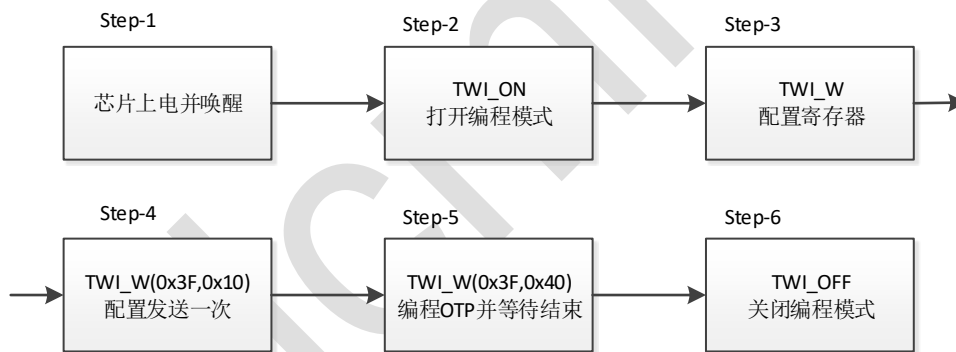 Step-1
Step-2
Step-3
芯片上电并唤醒
TWI_ON
打开编程模式
TWI_W
配置寄存器
Step-4
Step-5
Step-6
TWI_W(0x3F,0x10)
配置发送一次
TWI_W(0x3F,0x40)
编程OTP并等待结束
TWI_OFF
关闭编程模式